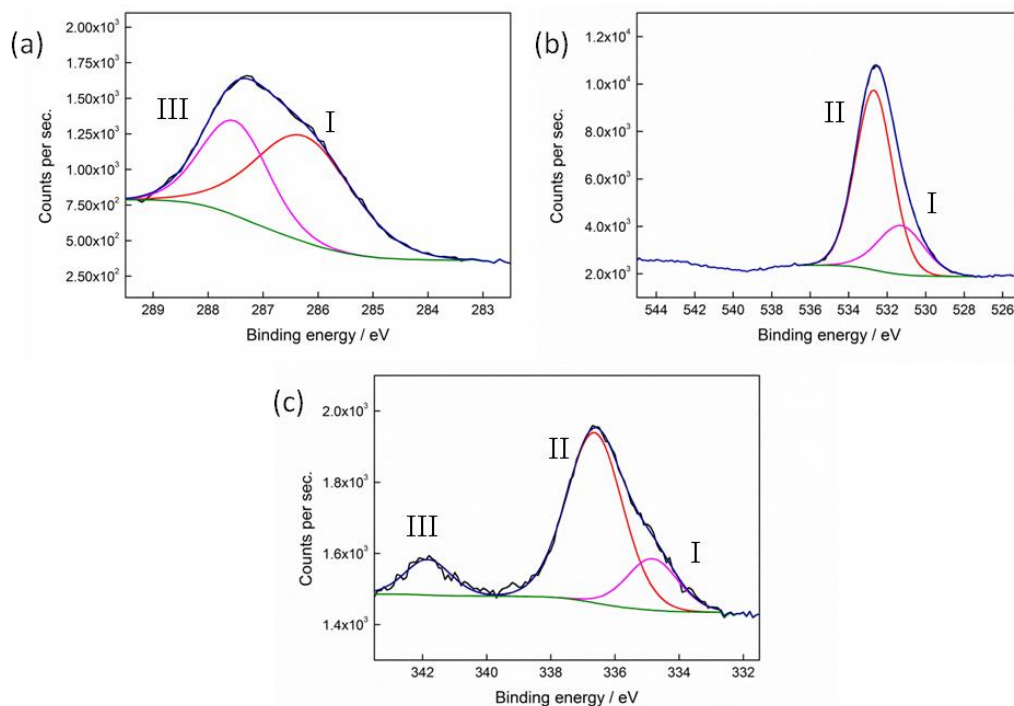 (a)
Counts per sec.
2.00x10³
1.75x10³
1.50x10³
1.25x10³
1.00x10³
7.50x10²
5.00x10²
2.50x10²
III
I
289 288 287 286 285 284 283
Binding energy / eV
(b)
Counts per sec.
1.2x10⁴
1.0x10⁴
8.0x10³
6.0x10³
4.0x10³
2.0x10³
II
I
544 542 540 538 536 534 532 530 528 526
Binding energy / eV
(c)
Counts per sec.
2.0x10³
1.8x10³
1.6x10³
1.4x10³
III
II
I
342 340 338 336 334 332
Binding energy / eV